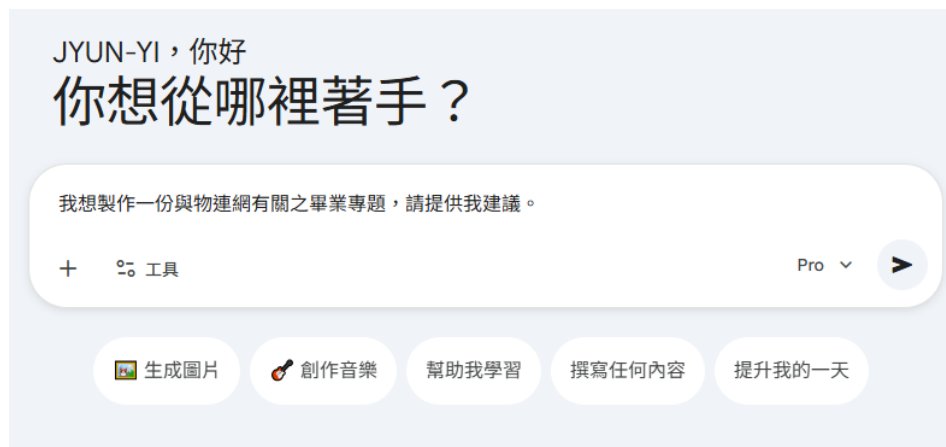 JYUN-YI，你好
你想從哪裡著手？
我想製作一份與物連網有關之畢業專題，請提供我建議。
工具
Pro
生成圖片
創作音樂
幫助我學習
撰寫任何內容
提升我的一天